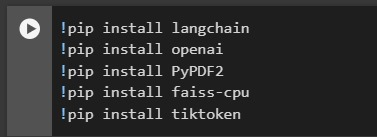 !pip install langchain
!pip install openai
!pip install PyPDF2
!pip install faiss-cpu
!pip install tiktoken